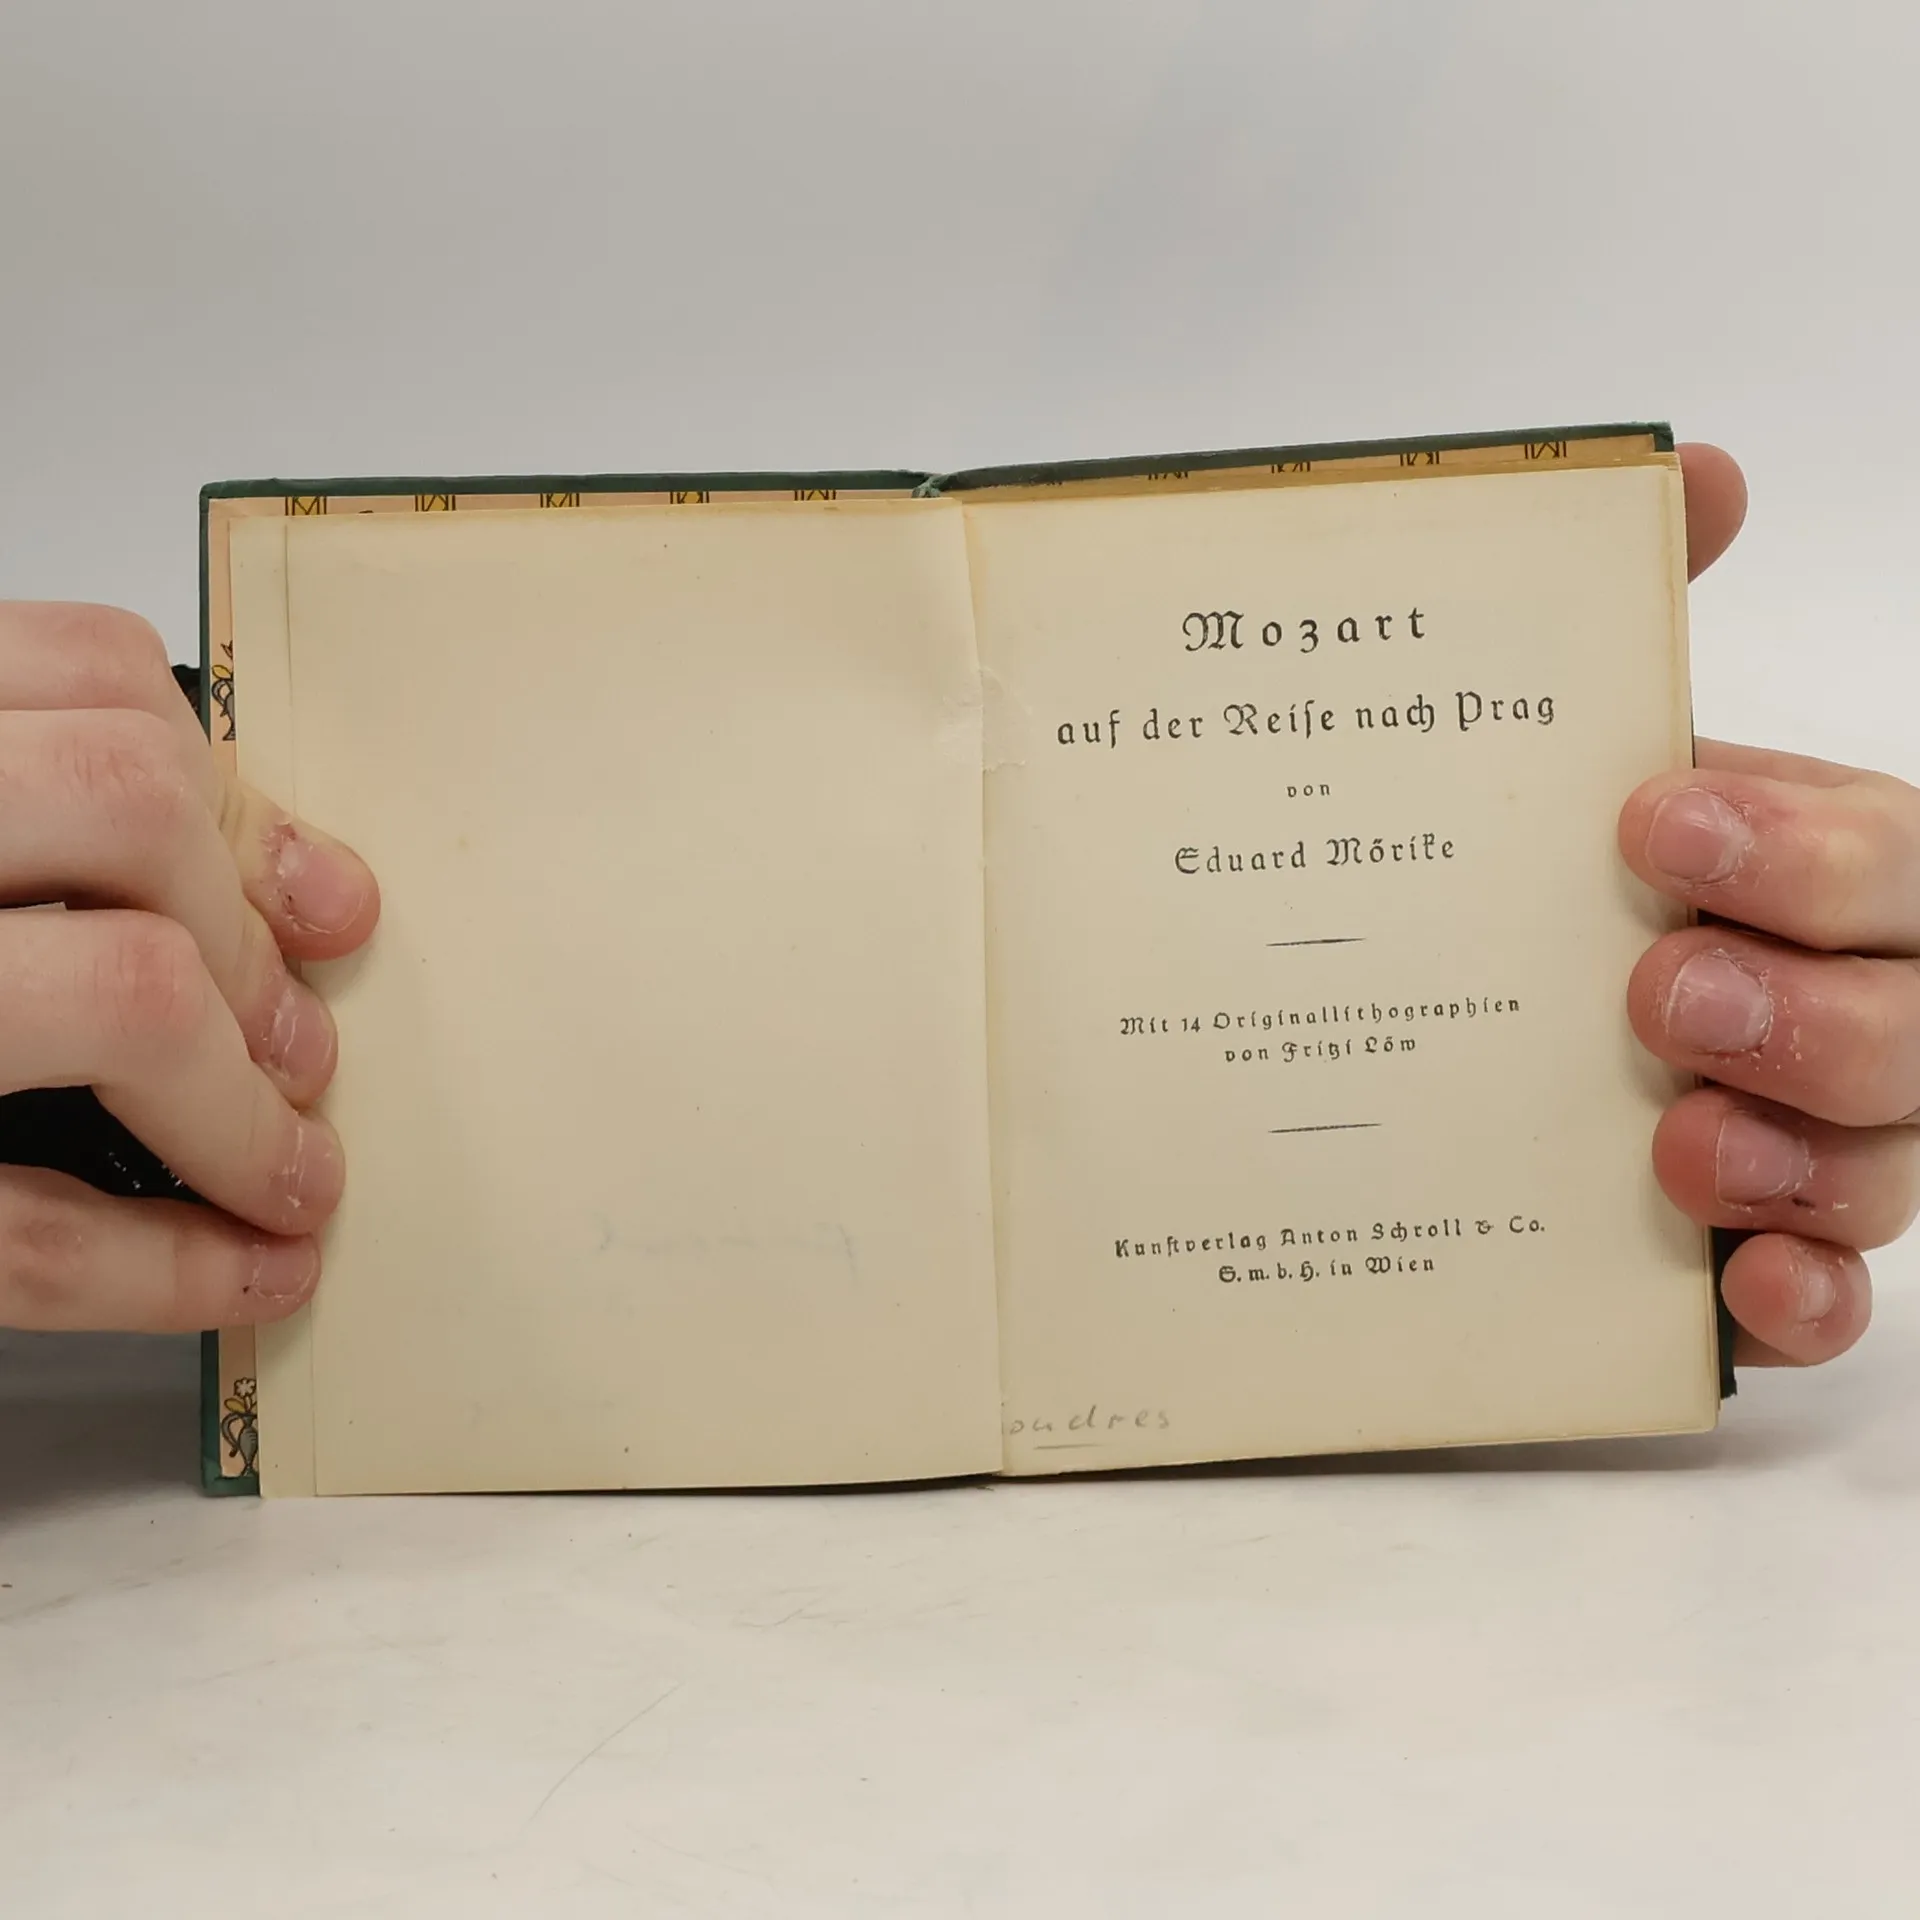 Mozart
auf der Reiſe nach Prag
von
Eduard Mörike
Mit 14 Originallithographien
von Fritzi Löw
Kunſtverlag Anton Schroll & Co.
G. m. b. H. in Wien